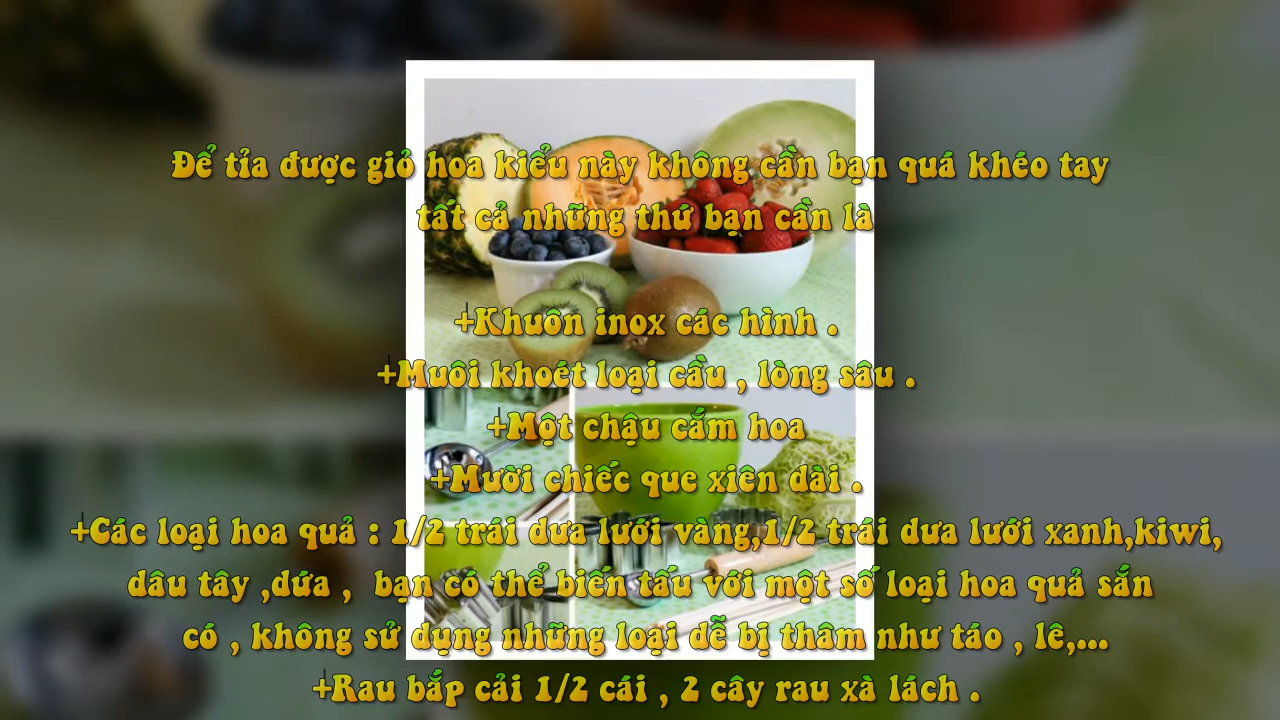 Để tỉa được giỏ hoa kiểu này không cần bạn quá khéo tay
tất cả những thứ bạn cần là
+Khuôn inox các hình .
+Muôi khoét loại cầu , lòng sâu .
+Một chậu cắm hoa
+Mười chiếc que xiên dài .
+Các loại hoa quả : 1/2 trái dưa lưới vàng,1/2 trái dưa lưới xanh,kiwi,
dâu tây ,dứa , bạn có thể biến tấu với một số loại hoa quả sẵn
có , không sử dụng những loại dễ bị thâm như táo , lê,...
+Rau bắp cải 1/2 cái , 2 cây rau xà lách .